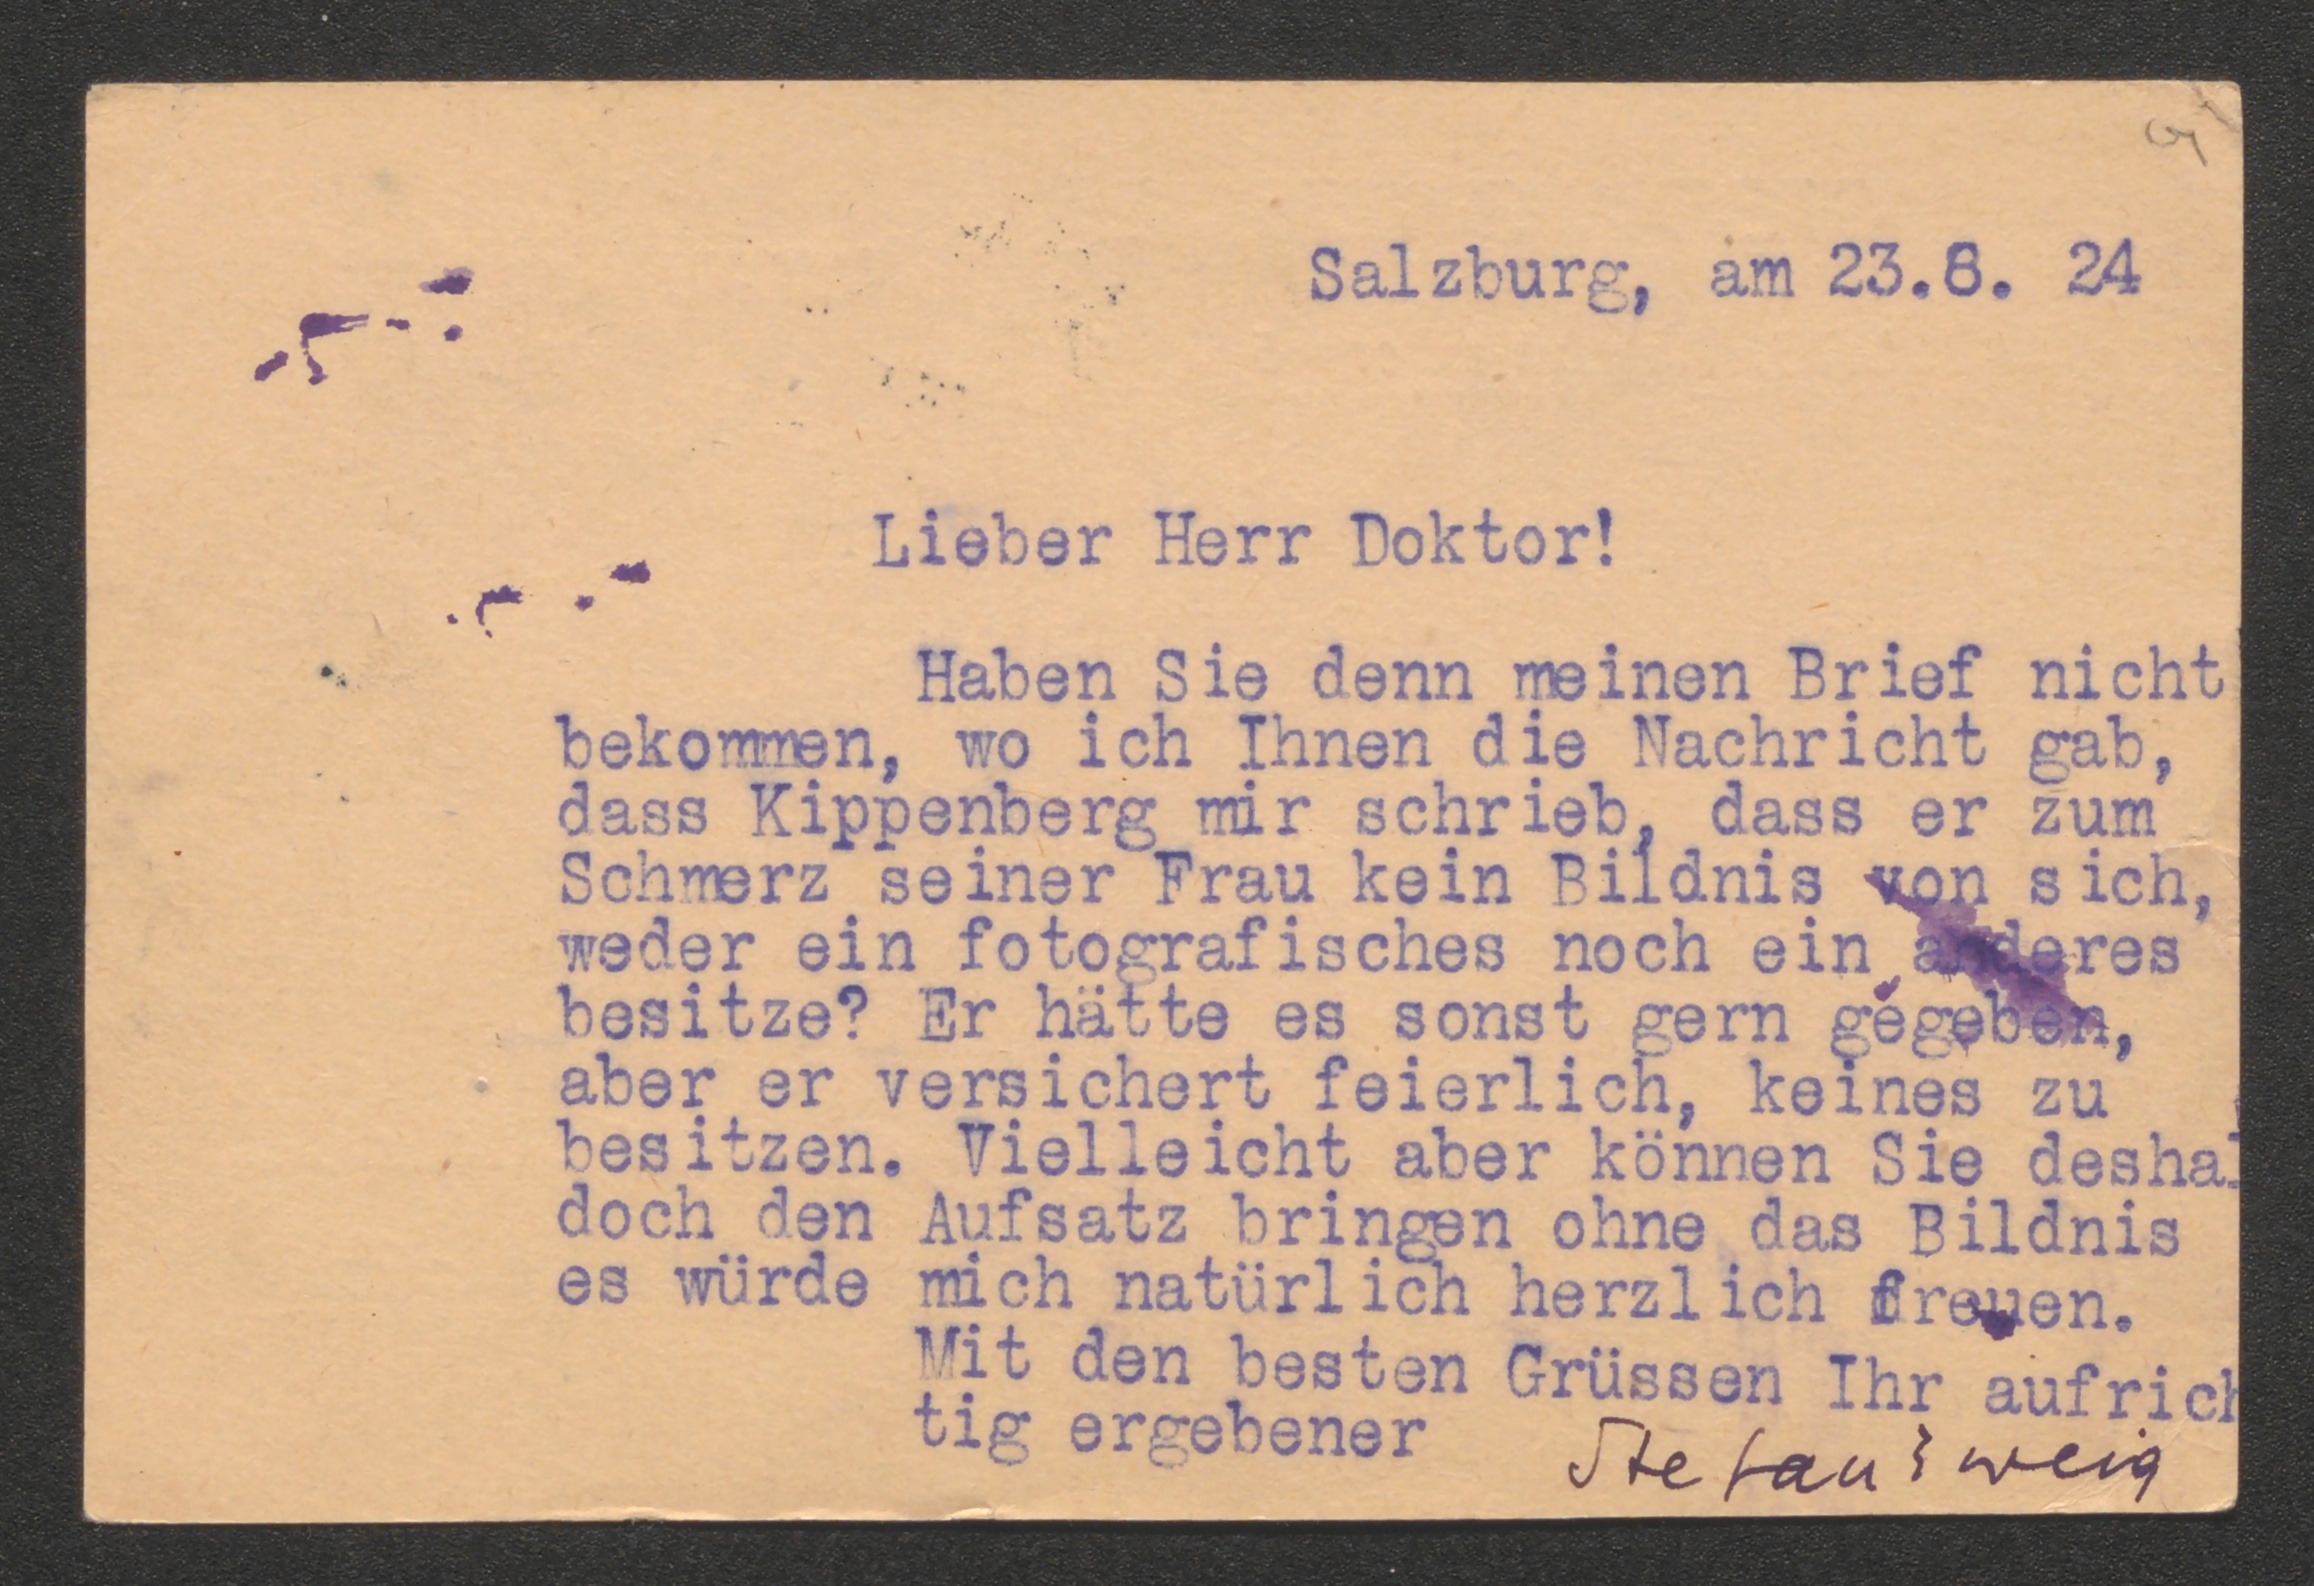 Salzburg, am 23.8. 24
Lieber Herr Doktor!
Haben Sie denn meinen Brief nicht
bekommen, wo ich Ihnen die Nachricht gab,
dass Kippenberg mir schrieb, dass er zum
Schmerz seiner Frau kein Bildnis von sich,
weder ein fotografisches noch ein anderes
besitze? Er hätte es sonst gern gegeben,
aber er versichert feierlich, keines zu
besitzen. Vielleicht aber können Sie deshal
doch den Aufsatz bringen ohne das Bildnis
es würde mich natürlich herzlich freuen.
Mit den besten Grüssen Ihr aufrich
tig ergebener
Stefan Zweig